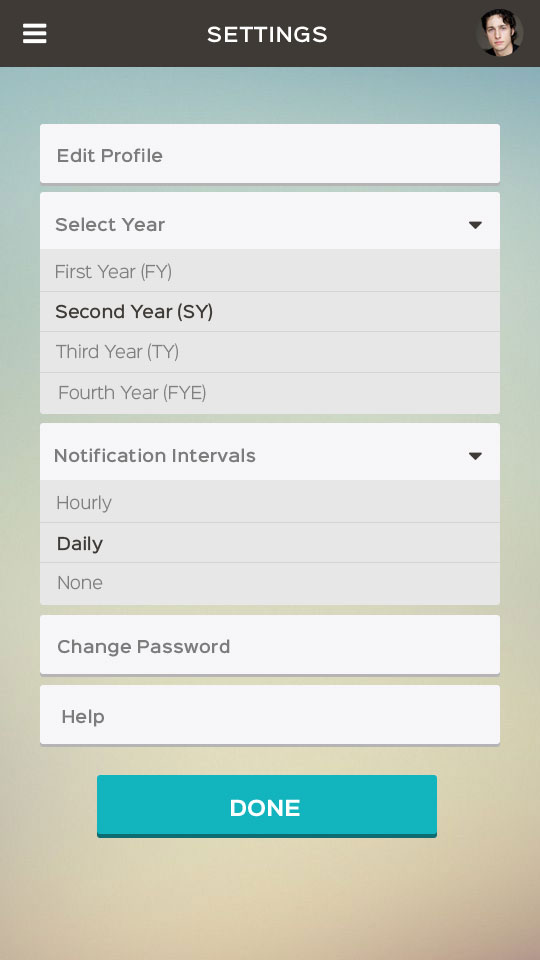 SETTINGS
Edit Profile
Select Year
First Year (FY)
Second Year (SY)
Third Year (TY)
Fourth Year (FYE)
Notification Intervals
Hourly
Daily
None
Change Password
Help
DONE